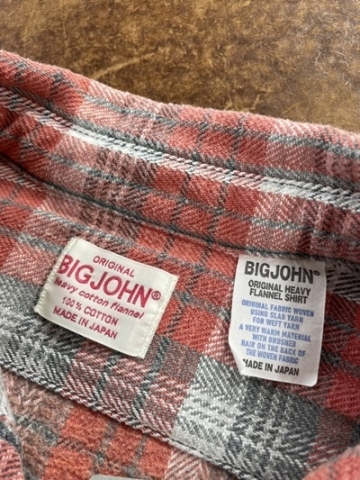 ORIGINAL
BIGJOHN®
heavy cotton flannel
100% COTTON
MADE IN JAPAN
BIGJOHN®
ORIGINAL HEAVY
FLANNEL SHIRT
ORIGINAL FABRIC WOVEN
USING SLAB YARN
FOR WEFT YARN
A VERY WARM MATERIAL
WITH BRUSHED
HAIR ON THE BACK OF
THE WOVEN FABRIC
MADE IN JAPAN